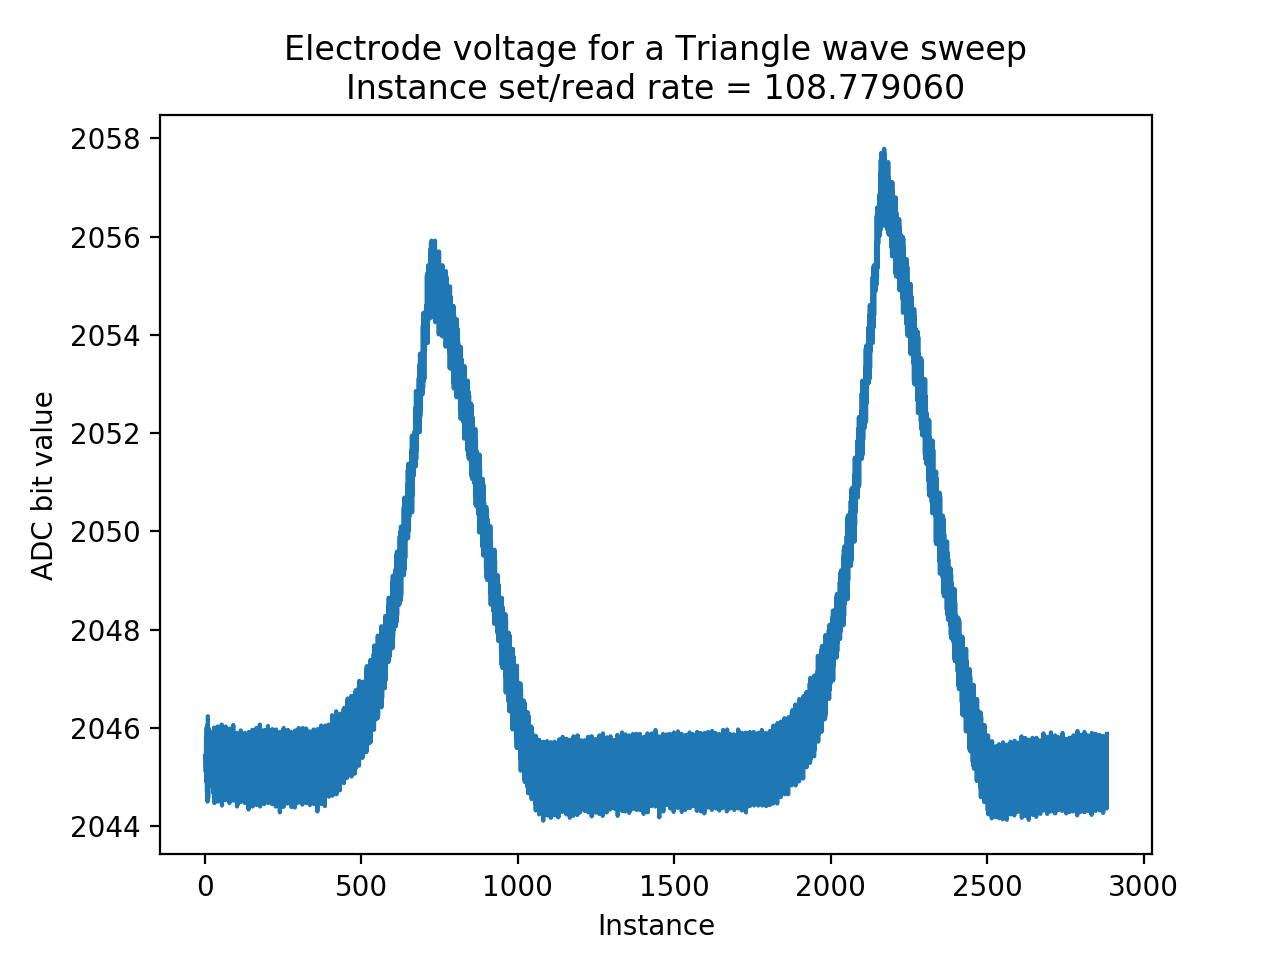 Electrode voltage for a Triangle wave sweep
Instance set/read rate = 108.779060
2058
2056
2054
2052
2050
2048
2046
2044
ADC bit value
0 500 1000 1500 2000 2500 3000
Instance